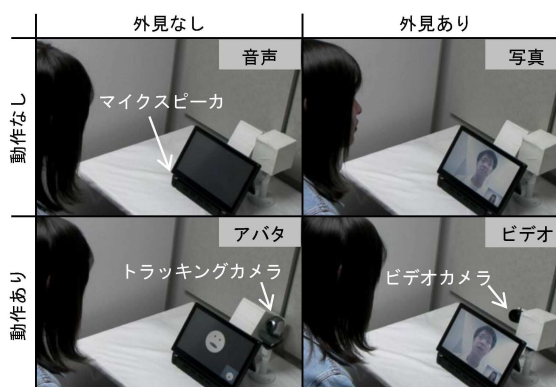 外見なし
外見あり
動作なし
音声
マイクスピーカ
写真
動作あり
アバタ
トラッキングカメラ
ビデオ
ビデオカメラ